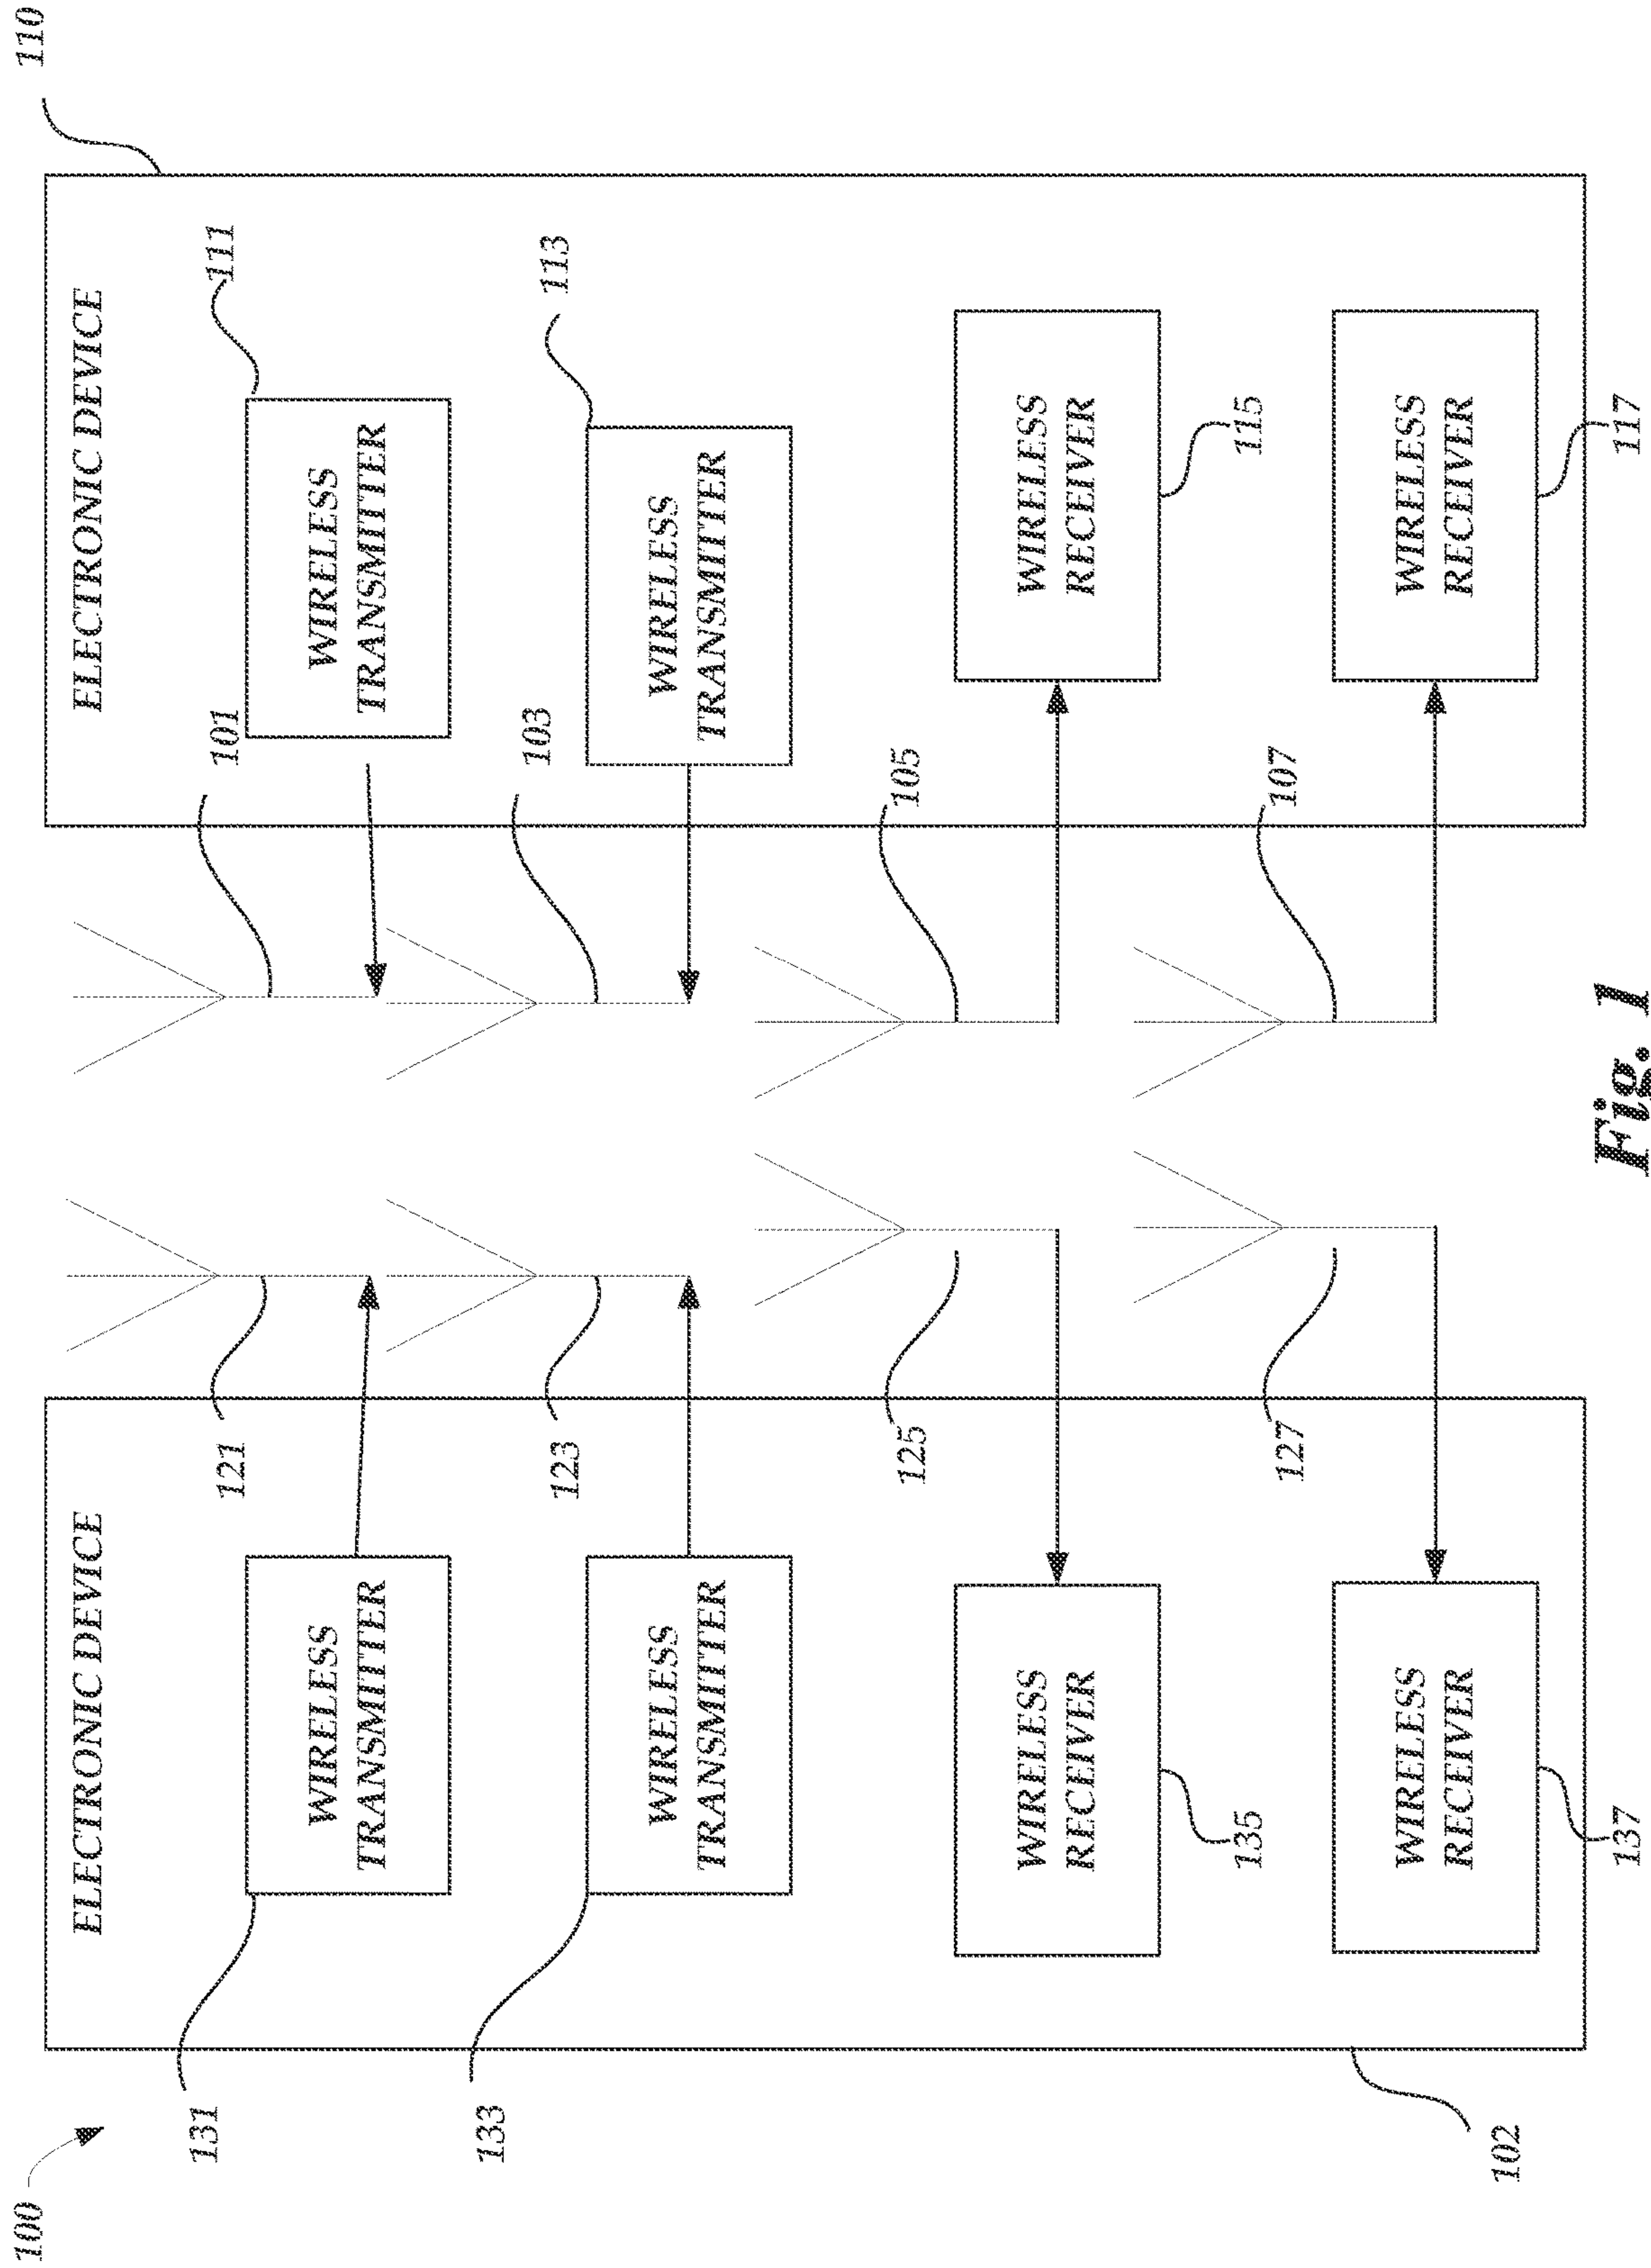 100
ELECTRONIC DEVICE
ELECTRONIC DEVICE
110
131
WIRELESS
TRANSMITTER
121
101
WIRELESS
TRANSMITTER
111
133
WIRELESS
TRANSMITTER
123
103
WIRELESS
TRANSMITTER
113
WIRELESS
RECEIVER
135
125
105
WIRELESS
RECEIVER
115
WIRELESS
RECEIVER
137
127
107
WIRELESS
RECEIVER
117
102
Fig. 1